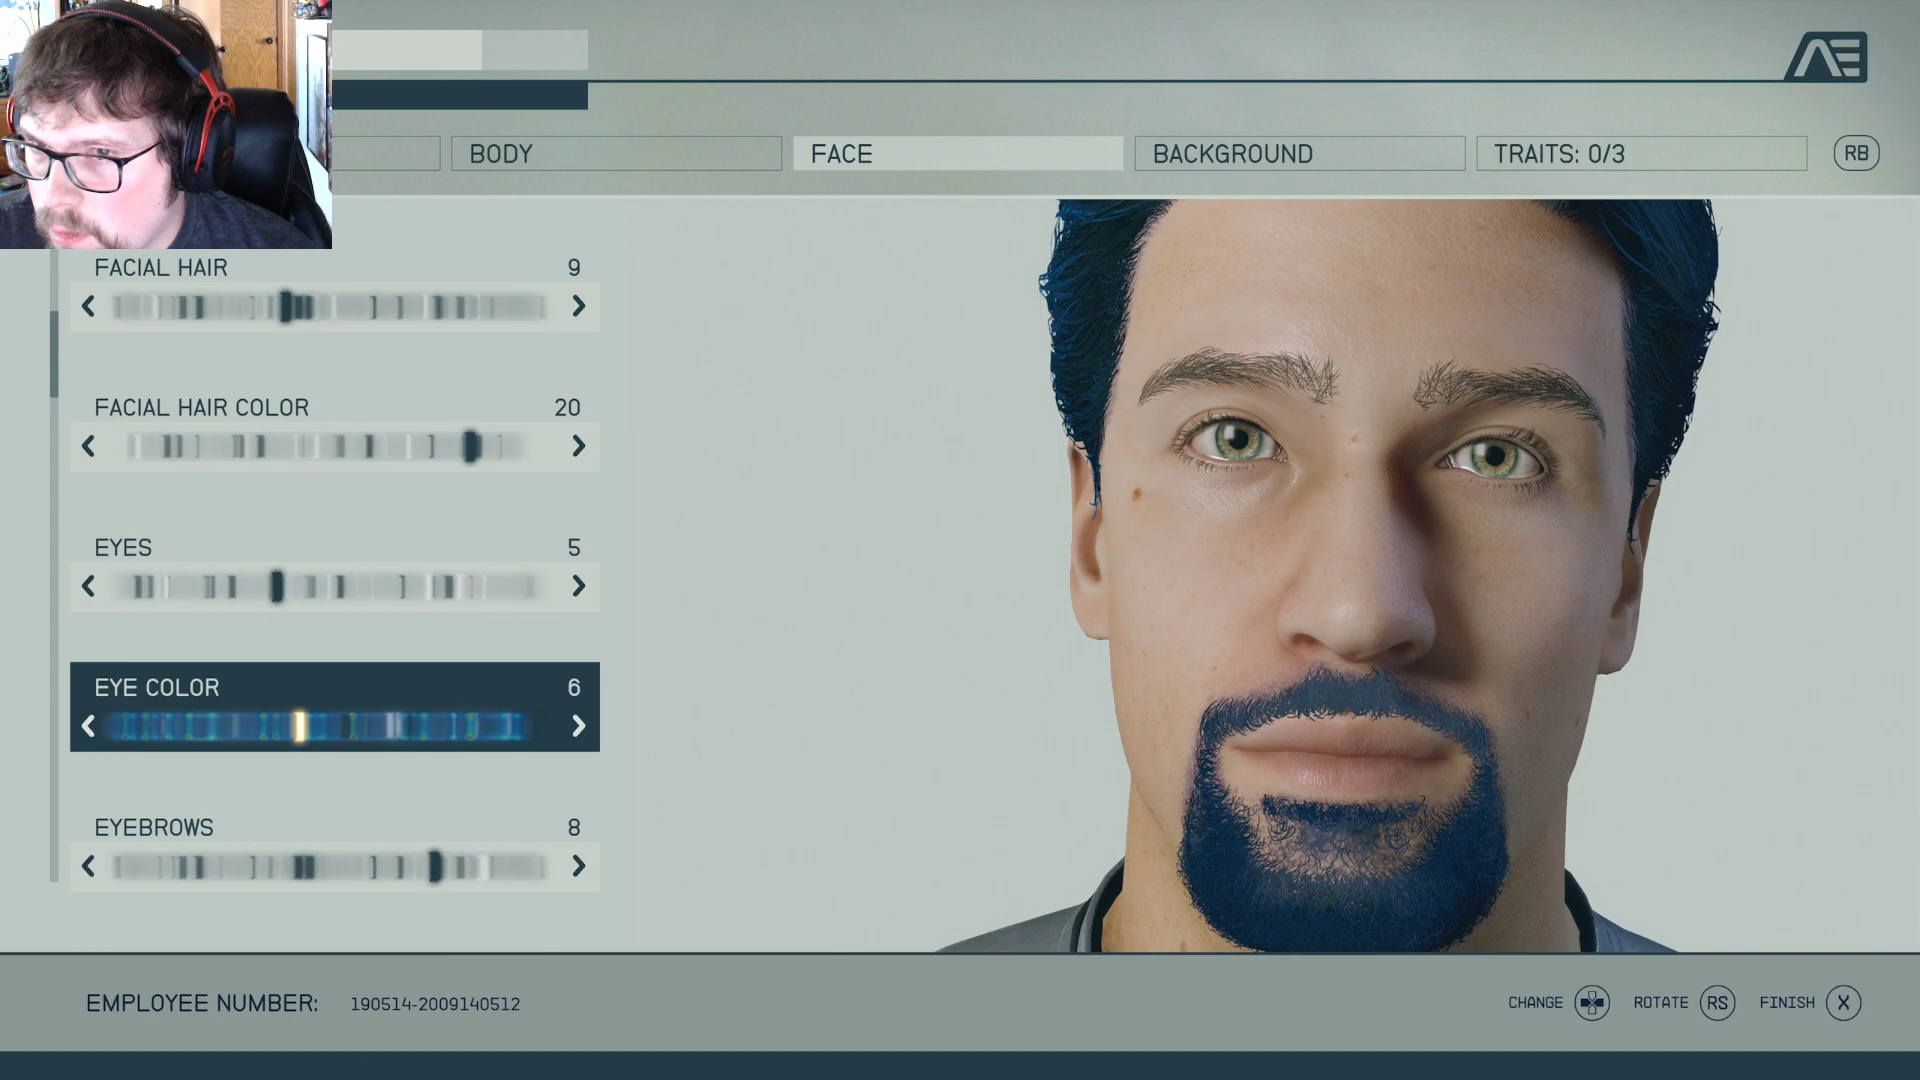 BODY
FACE
BACKGROUND
TRAITS: 0/3
RB
FACIAL HAIR 9
FACIAL HAIR COLOR 20
EYES 5
EYE COLOR 6
EYEBROWS 8
EMPLOYEE NUMBER: 190514-2009140512
CHANGE
ROTATE RS
FINISH X